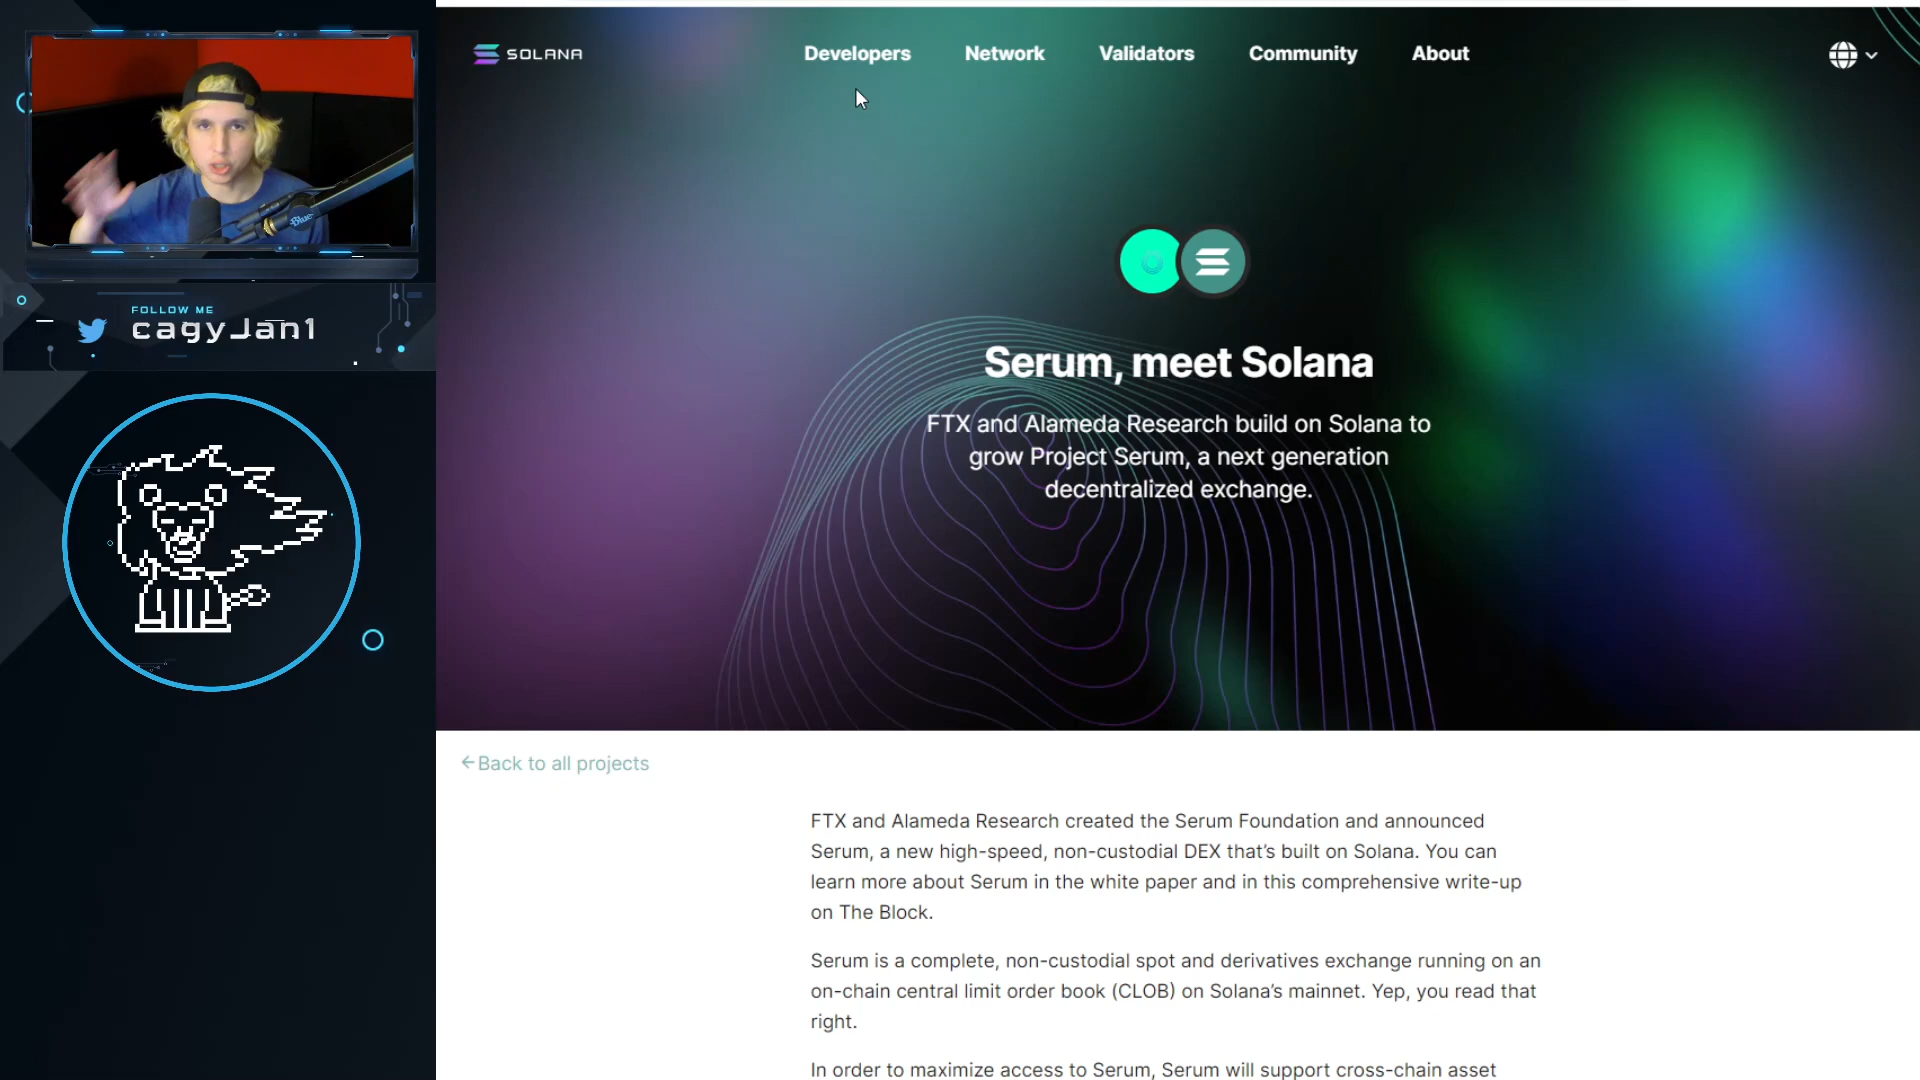 SOLANA
Developers
Network
Validators
Community
About
Blue
FOLLOW ME
cagyJan1
Serum, meet Solana
FTX and Alameda Research build on Solana to
grow Project Serum, a next generation
decentralized exchange.
←Back to all projects
FTX and Alameda Research created the Serum Foundation and announced
Serum, a new high-speed, non-custodial DEX that's built on Solana. You can
learn more about Serum in the white paper and in this comprehensive write-up
on The Block.
Serum is a complete, non-custodial spot and derivatives exchange running on an
on-chain central limit order book (CLOB) on Solana's mainnet. Yep, you read that
right.
In order to maximize access to Serum, Serum will support cross-chain asset